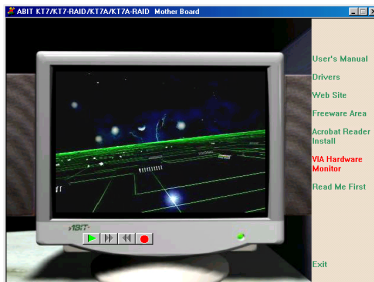 ABIT KT7/KT7-RAID/KT7A/KT7A-RAID Mother Board
User's Manual
Drivers
Web Site
Freeware Area
Acrobat Reader
Install
VIA Hardware
Monitor
Read Me First
ABIT
Exit